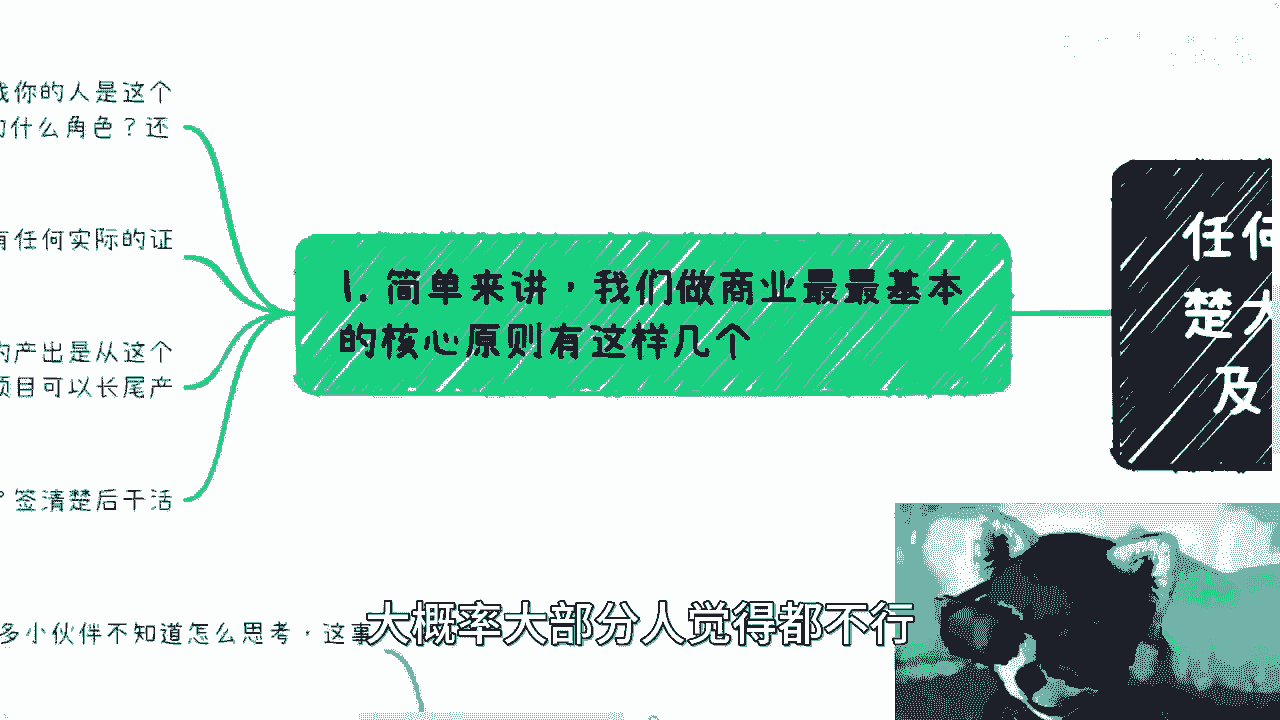 你的人是这个
什么角色？还
有任何实际的证
产出是从这个
项目可以长尾产
签清楚后干活
多小伙伴不知道怎么思考，这事
1. 简单来讲，我们做商业最最基本
的核心原则有这样几个
任何
楚大
及
大概率大部分人觉得都不行